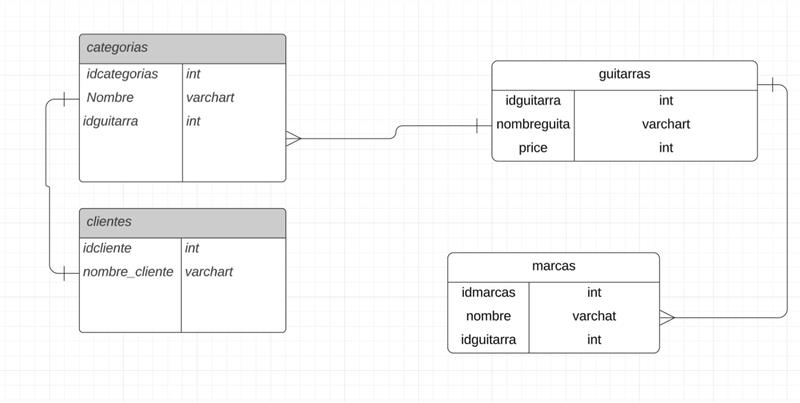 categorias
idcategorias int
Nombre varchart
idguitarra int
clientes
idcliente int
nombre_cliente varchart
guitarras
idguitarra int
nombreguita varchart
price int
marcas
idmarcas int
nombre varchat
idguitarra int